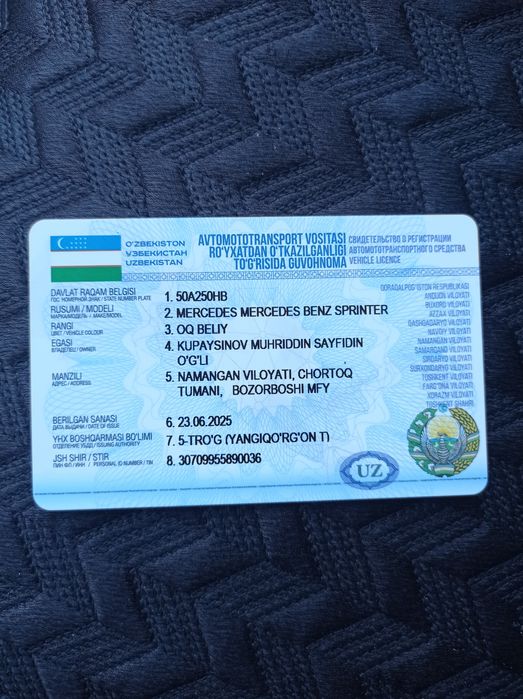 O'ZBEKISTON
УЗБЕКИСТАН
UZBEKISTAN
AVTOMOTOTRANSPORT VOSITASI
RO'YXATDAN O'TKAZILGANLIGI
TO'G'RISIDA GUVOHNOMA
СВИДЕТЕЛЬСТВО О РЕГИСТРАЦИИ
АВТОМОТОТРАНСПОРТНОГО СРЕДСТВА
VEHICLE LICENCE
DAVLAT RAQAM BELGISI
ГОС. НОМЕРНОЙ ЗНАК / STATE NUMBER PLATE
1. 50A250HB
RUSUMI / MODELI
МАРКА/МОДЕЛЬ / MAKE/MODEL
2. MERCEDES MERCEDES BENZ SPRINTER
RANGI
ЦВЕТ / VEHICLE COLOUR
3. OQ BELIY
EGASI
ВЛАДЕЛЕЦ / OWNER
4. KUPAYSINOV MUHRIDDIN SAYFIDIN
O'G'LI
MANZILI
АДРЕС / ADDRESS
5. NAMANGAN VILOYATI, CHORTOQ
TUMANI, BOZORBOSHI MFY
BERILGAN SANASI
ДАТА ВЫДАЧИ / DATE OF ISSUE
6. 23.06.2025
YHX BOSHQARMASI BO'LIMI
ОТДЕЛЕНИЕ УБДД / ISSUING AUTHORITY
7. 5-TRO'G (YANGIQO'RG'ON T)
JSH SHIR / STIR
ПИН ФЛ / ИНН / PERSONAL ID NUMBER / TIN
8. 30709955890036
QORAQALPOG'ISTON RESPUBLIKASI
ANDIJON VILOYATI
BUXORO VILOYATI
JIZZAX VILOYATI
QASHQADARYO VILOYATI
NAVOIY VILOYATI
NAMANGAN VILOYATI
SAMARQAND VILOYATI
SIRDARYO VILOYATI
SURXONDARYO VILOYATI
TOSHKENT VILOYATI
FARG'ONA VILOYATI
XORAZM VILOYATI
TOSHKENT SHAHRI
UZ